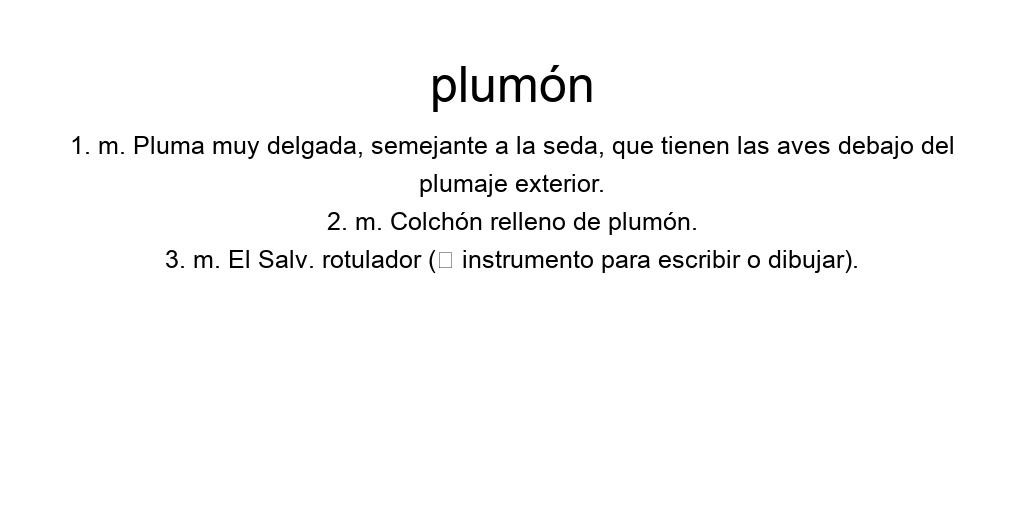 plumón
1. m. Pluma muy delgada, semejante a la seda, que tienen las aves debajo del
plumaje exterior.
2. m. Colchón relleno de plumón.
3. m. El Salv. rotulador (□ instrumento para escribir o dibujar).